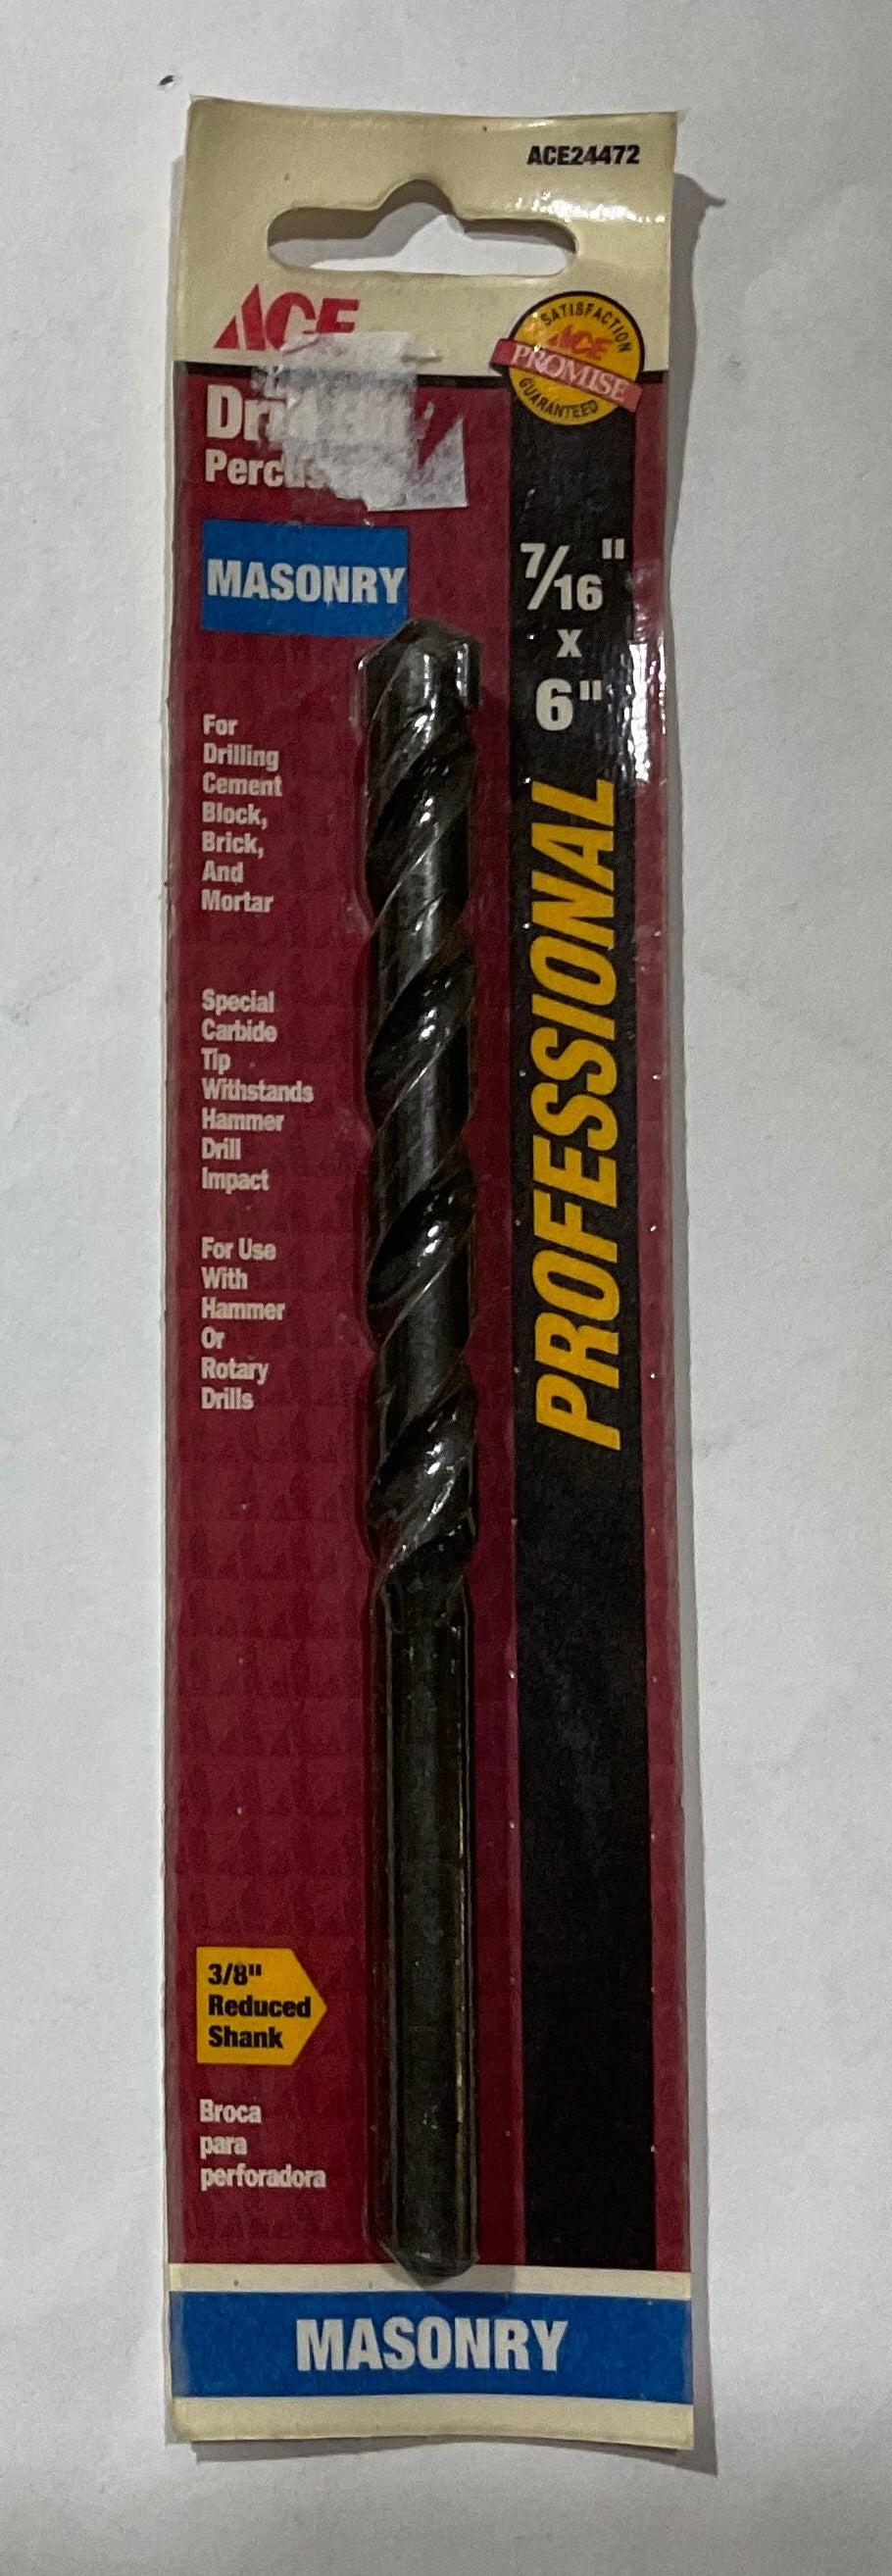 ACE24472
ACE
SATISFACTION
ACE
PROMISE
GUARANTEED
MASONRY
7/16"
x
6"
PROFESSIONAL
For
Drilling
Cement
Block,
Brick,
And
Mortar
Special
Carbide
Tip
Withstands
Hammer
Drill
Impact
For Use
With
Hammer
Or
Rotary
Drills
3/8"
Reduced
Shank
Broca
para
perforadora
MASONRY